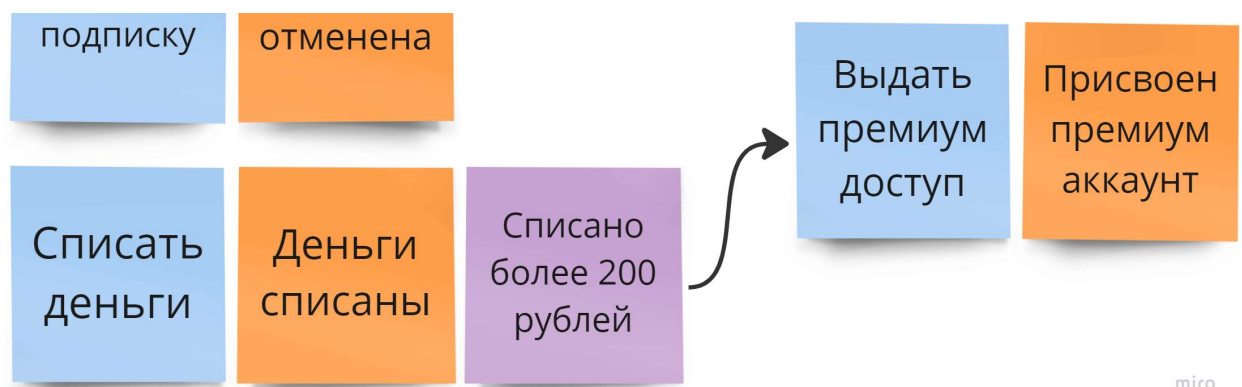 подписку
отменена
Выдать
премиум
доступ
Присвоен
премиум
аккаунт
Списать
деньги
Деньги
списаны
Списано
более 200
рублей
miro